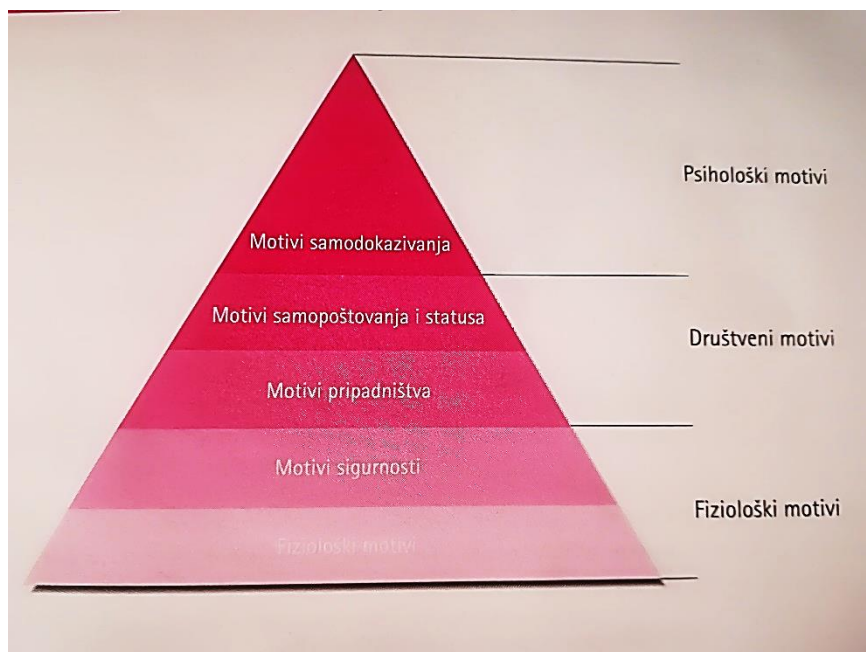 Psihološki motivi
Motivi samodokazivanja
Motivi samopoštovanja i statusa
Društveni motivi
Motivi pripadništva
Motivi sigurnosti
Fiziološki motivi
Fiziološki motivi